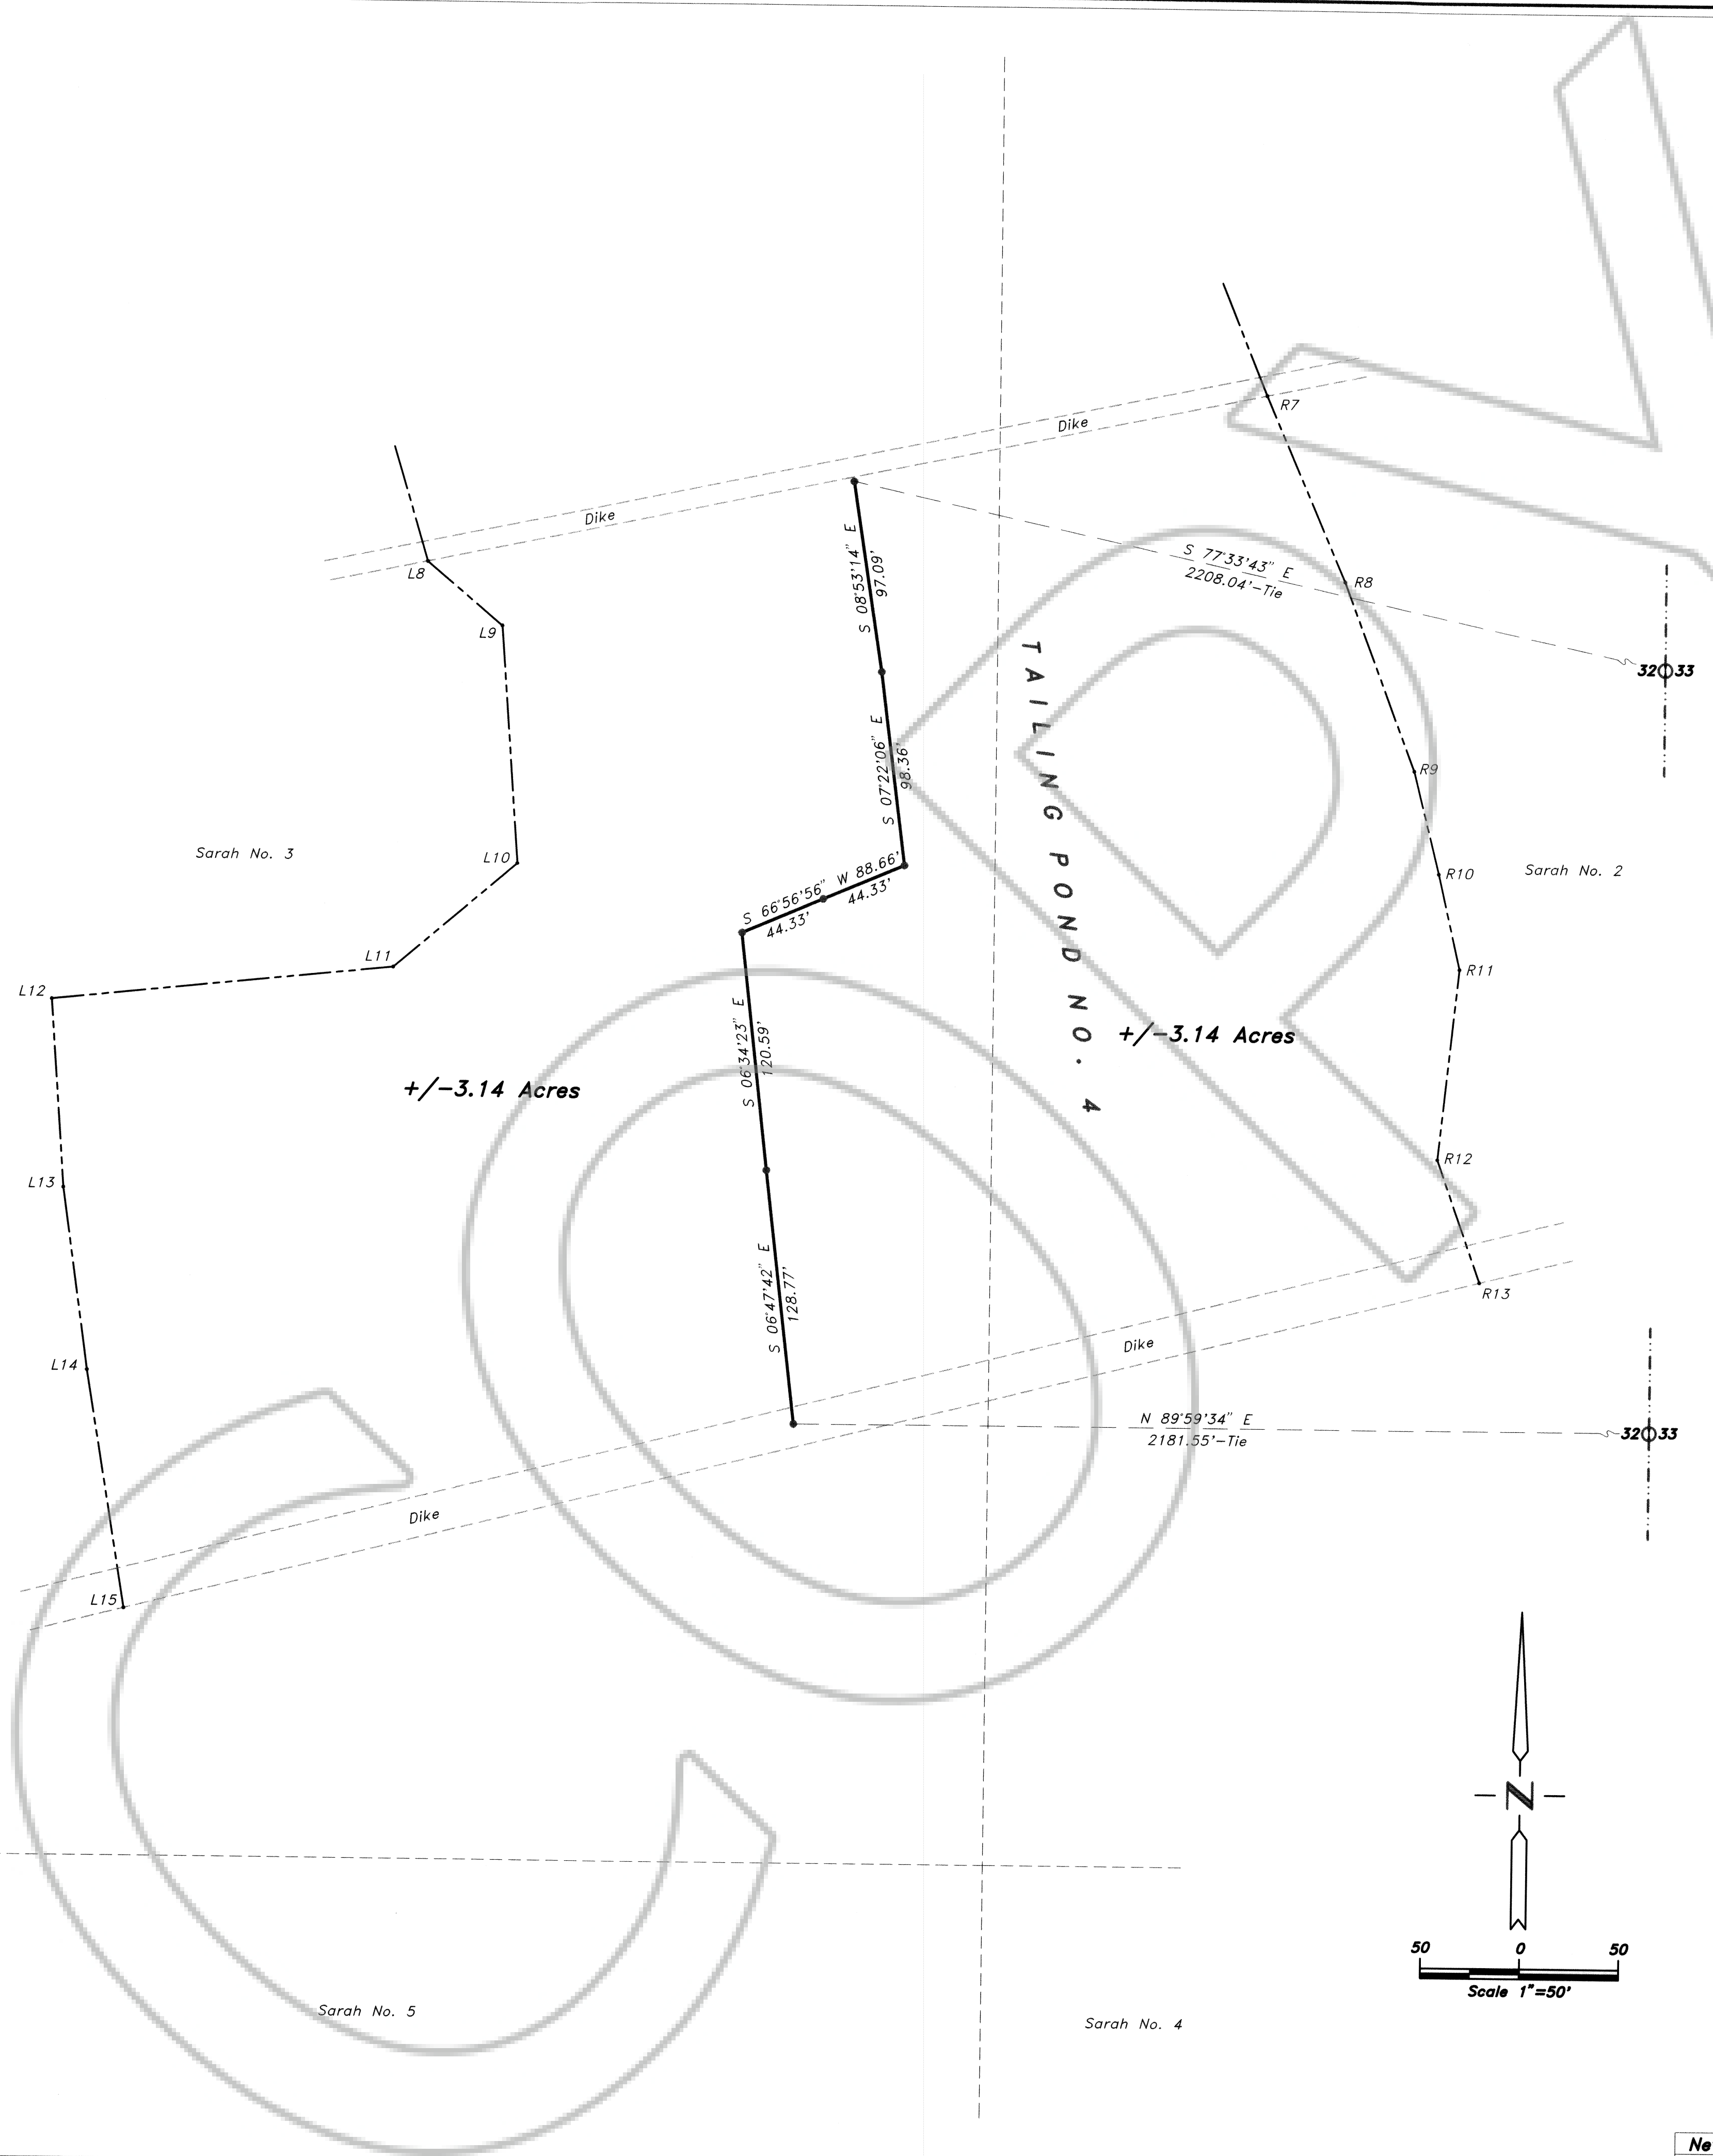 R7
Dike
Dike
L8
L9
S 08°53'14" E
97.09'
S 77°33'43" E
2208.04'-Tie
R8
32 33
TAILING POND NO. 4
S 07°22'06" E
98.36'
R9
Sarah No. 3
L10
S 66°56'56" W 88.66'
44.33'
44.33'
R10
Sarah No. 2
L11
L12
R11
S 06°34'23" E
120.59'
+/-3.14 Acres
+/-3.14 Acres
R12
L13
S 06°47'42" E
128.77'
R13
L14
Dike
N 89°59'34" E
2181.55'-Tie
32 33
Dike
L15
N
50 0 50
Scale 1"=50'
Sarah No. 5
Sarah No. 4
COPY